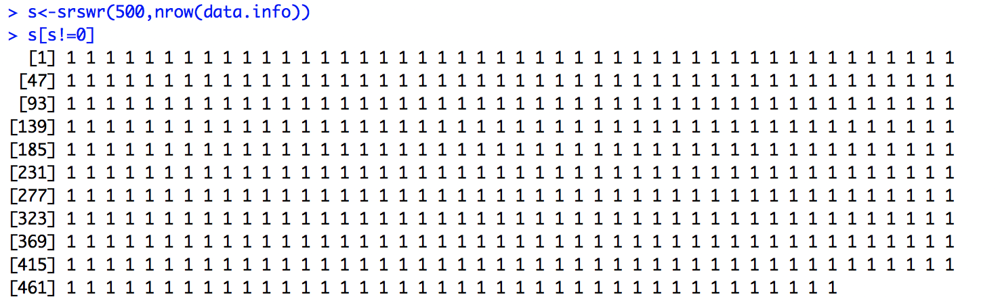 > s<-srswr(500,nrow(data.info))
> s[s!=0]
[1] 1 1 1 1 1 1 1 1 1 1 1 1 1 1 1 1 1 1 1 1 1 1 1 1 1 1 1 1 1 1 1 1 1 1 1 1 1 1 1 1 1 1 1 1 1 1
[47] 1 1 1 1 1 1 1 1 1 1 1 1 1 1 1 1 1 1 1 1 1 1 1 1 1 1 1 1 1 1 1 1 1 1 1 1 1 1 1 1 1 1 1 1 1 1
[93] 1 1 1 1 1 1 1 1 1 1 1 1 1 1 1 1 1 1 1 1 1 1 1 1 1 1 1 1 1 1 1 1 1 1 1 1 1 1 1 1 1 1 1 1 1 1
[139] 1 1 1 1 1 1 1 1 1 1 1 1 1 1 1 1 1 1 1 1 1 1 1 1 1 1 1 1 1 1 1 1 1 1 1 1 1 1 1 1 1 1 1 1 1 1
[185] 1 1 1 1 1 1 1 1 1 1 1 1 1 1 1 1 1 1 1 1 1 1 1 1 1 1 1 1 1 1 1 1 1 1 1 1 1 1 1 1 1 1 1 1 1 1
[231] 1 1 1 1 1 1 1 1 1 1 1 1 1 1 1 1 1 1 1 1 1 1 1 1 1 1 1 1 1 1 1 1 1 1 1 1 1 1 1 1 1 1 1 1 1 1
[277] 1 1 1 1 1 1 1 1 1 1 1 1 1 1 1 1 1 1 1 1 1 1 1 1 1 1 1 1 1 1 1 1 1 1 1 1 1 1 1 1 1 1 1 1 1 1
[323] 1 1 1 1 1 1 1 1 1 1 1 1 1 1 1 1 1 1 1 1 1 1 1 1 1 1 1 1 1 1 1 1 1 1 1 1 1 1 1 1 1 1 1 1 1 1
[369] 1 1 1 1 1 1 1 1 1 1 1 1 1 1 1 1 1 1 1 1 1 1 1 1 1 1 1 1 1 1 1 1 1 1 1 1 1 1 1 1 1 1 1 1 1 1
[415] 1 1 1 1 1 1 1 1 1 1 1 1 1 1 1 1 1 1 1 1 1 1 1 1 1 1 1 1 1 1 1 1 1 1 1 1 1 1 1 1 1 1 1 1 1 1
[461] 1 1 1 1 1 1 1 1 1 1 1 1 1 1 1 1 1 1 1 1 1 1 1 1 1 1 1 1 1 1 1 1 1 1 1 1 1 1 1 1